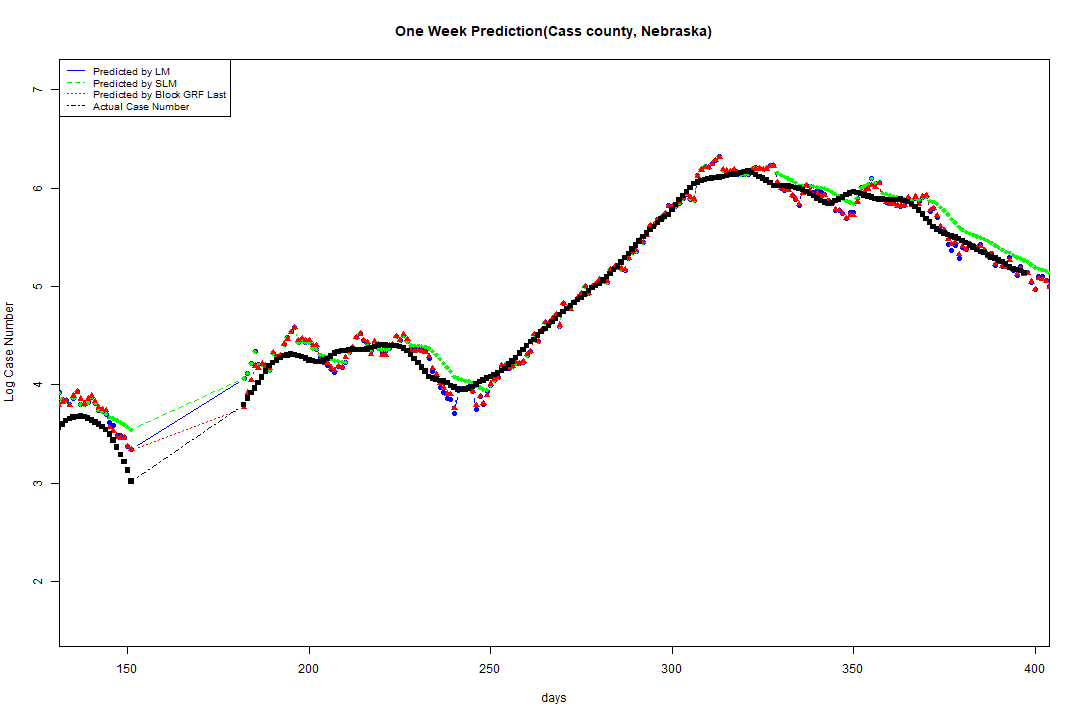 One Week Prediction(Cass county, Nebraska)
Predicted by LM
Predicted by SLM
Predicted by Block GRF Last
Actual Case Number
Log Case Number
7
6
5
4
3
2
150 200 250 300 350 400
days